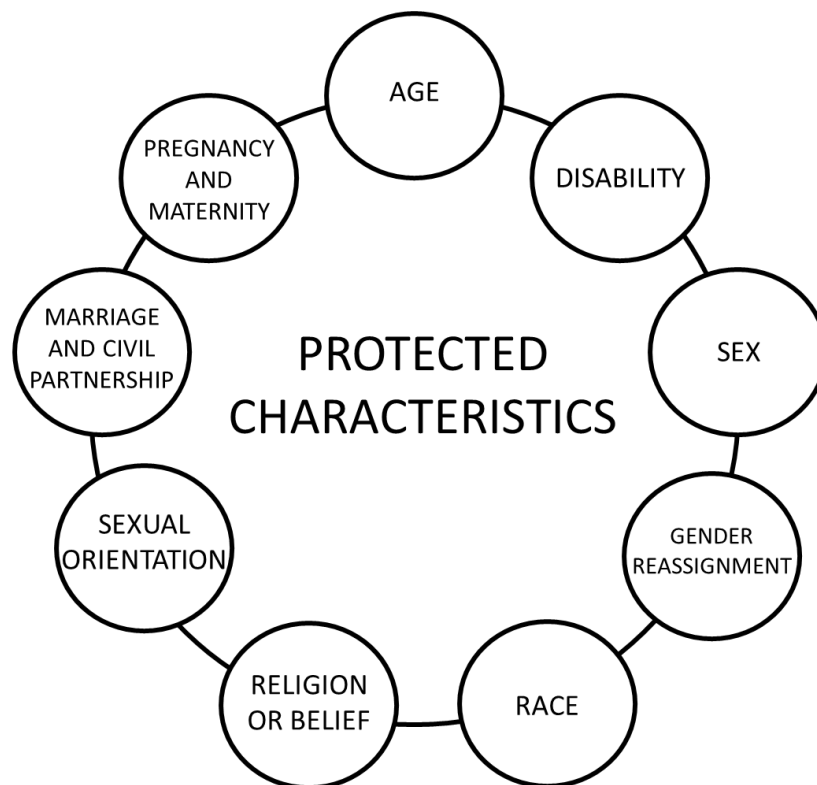 AGE
DISABILITY
SEX
GENDER
REASSIGNMENT
RACE
RELIGION
OR BELIEF
SEXUAL
ORIENTATION
MARRIAGE
AND CIVIL
PARTNERSHIP
PREGNANCY
AND
MATERNITY
PROTECTED
CHARACTERISTICS